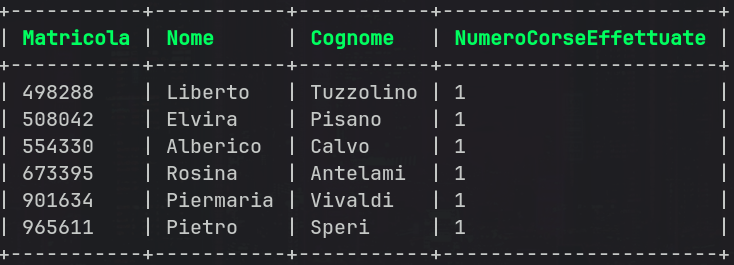 +-----------+-----------+-----------+-----------------------+
| Matricola | Nome      | Cognome   | NumeroCorseEffettuate |
+-----------+-----------+-----------+-----------------------+
| 498288    | Liberto   | Tuzzolino | 1                     |
| 508042    | Elvira    | Pisano    | 1                     |
| 554330    | Alberico  | Calvo     | 1                     |
| 673395    | Rosina    | Antelami  | 1                     |
| 901634    | Piermaria | Vivaldi   | 1                     |
| 965611    | Pietro    | Speri     | 1                     |
+-----------+-----------+-----------+-----------------------+